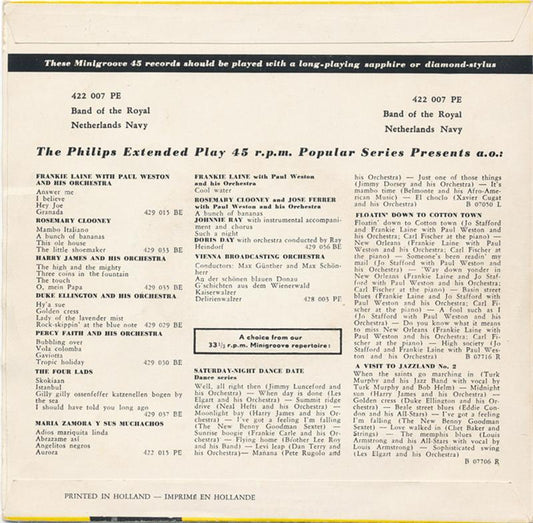 These Minigroove 45 records should be played with a long-playing sapphire or diamond-stylus
422 007 PE
Band of the Royal
Netherlands Navy
422 007 PE
Band of the Royal
Netherlands Navy
The Philips Extended Play 45 r.p.m. Popular Series Presents a.o.:
FRANKIE LAINE WITH PAUL WESTON
AND HIS ORCHESTRA
Answer me
I believe
Hey Joe
Granada 429 013 BE
ROSEMARY CLOONEY
Mambo Italiano
A bunch of bananas
This ole house
The little shoemaker 429 033 BE
HARRY JAMES AND HIS ORCHESTRA
The high and the mighty
Three coins in the fountain
The touch
O, mein Papa 429 035 BE
DUKE ELLINGTON AND HIS ORCHESTRA
Hy'a sue
Golden cress
Lady of the lavender mist
Rock-skippin' at the blue note 429 029 BE
PERCY FAITH AND HIS ORCHESTRA
Bubbling over
Vola colomba
Gaviotta
Tropic holiday 429 030 BE
THE FOUR LADS
Skokiaan
Istanbul
Gilly gilly ossenfeffer katzenellen bogen by
the sea
I should have told you long ago
429 037 BE
MARIA ZAMORA Y SUS MUCHACHOS
Adios mariquita linda
Abrazame asi
Angelitos negros
Aurora 422 015 PE
FRANKIE LAINE with Paul Weston
and his Orchestra
Cool water
ROSEMARY CLOONEY and JOSE FERRER
with Paul Weston and his Orchestra
A bunch of bananas
JOHNNIE RAY with instrumental accompani-
ment and chorus
Such a night
DORIS DAY with orchestra conducted by Ray
Heindorf 429 056 BE
VIENNA BROADCASTING ORCHESTRA
Conductors: Max Günther and Max Schön-
herr
An der schönen blauen Donau
G'schichten aus dem Wienerwald
Kaiserwalzer
Delirienwalzer 428 003 PE
A choice from our
33⅓ r.p.m. Minigroove repertoire:
SATURDAY-NIGHT DANCE DATE
Dance series
Well, all right then (Jimmy Lunceford and
his Orchestra) — When day is done (Les
Elgart and his Orchestra) — Summit ridge
drive (Neal Hefti and his Orchestra) —
Moonlight bay (Harry James and his Or-
chestra) — I've got a feeling I'm falling
(The New Benny Goodman Sextet) —
Sunrise boogie (Frankie Carle and his Or-
chestra) — Flying home (Brother Lee Roy
and his Band) — Levi leap (Dan Terry and
his Orchestra)— Manana (Pete Rugolo and
his Orchestra) — Just one of those things
(Jimmy Dorsey and his Orchestra) — It's
mambo time (Belmonte and his Afro-Ame-
rican Music) — El choclo (Xavier Cugat
and his Orchestra) B 07050 L
FLOATIN' DOWN TO COTTON TOWN
Floatin' down to Cotton town (Jo Stafford
and Frankie Laine with Paul Weston and
his Orchestra; Carl Fischer at the piano) —
New Orleans (Frankie Laine with Paul
Weston and his Orchestra; Carl Fischer at
the piano) — Someone's been readin' my
mail (Jo Stafford with Paul Weston and his
Orchestra) — 'Way down yonder in
New Orleans (Frankie Laine and Jo Staf-
ford with Paul Weston and his Orchestra;
Carl Fischer at the piano) — Basin street
blues (Frankie Laine and Jo Stafford with
Paul Weston and his Orchestra; Carl
Fischer at the piano) — A fool such as I
(Jo Stafford with Paul Weston and his
Orchestra) — Do you know what it means
to miss New Orleans (Frankie Laine with
Paul Weston and his Orchestra; Carl Fi-
scher at the piano) — High society (Jo
Stafford and Frankie Laine with Paul Wes-
ton and his Orchestra) B 07716 R
A VISIT TO JAZZLAND No. 2
When the saints go marching in (Turk
Murphy and his Jazz Band with vocal by
Turk Murphy and Bob Helm) — Midnight
sun (Harry James and his Orchestra) —
Golden cress (Duke Ellington and his Or-
chestra) — Beale street blues (Eddie Con-
don and his All-Stars) — I've got a feeling
I'm falling (The New Benny Goodman
Sextet) — Love walked in (Chet Baker and
Strings) — The memphis blues (Louis
Armstrong and his All-Stars with vocal by
Louis Armstrong) — Sophisticated swing
(Les Elgart and his Orchestra)
B 07706 R
PRINTED IN HOLLAND — IMPRIMÉ EN HOLLANDE